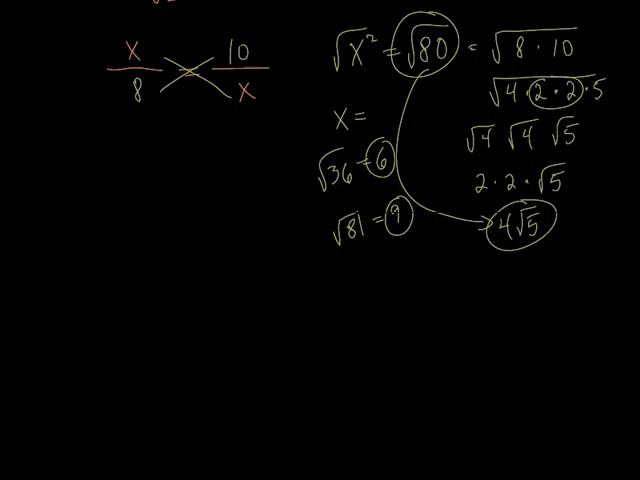 x/8 = 10/x
√x² = √80 = √8·10
√4·2·2·5
x =
√4 √4 √5
√36 = 6
2·2·√5
√81 = 9
4√5